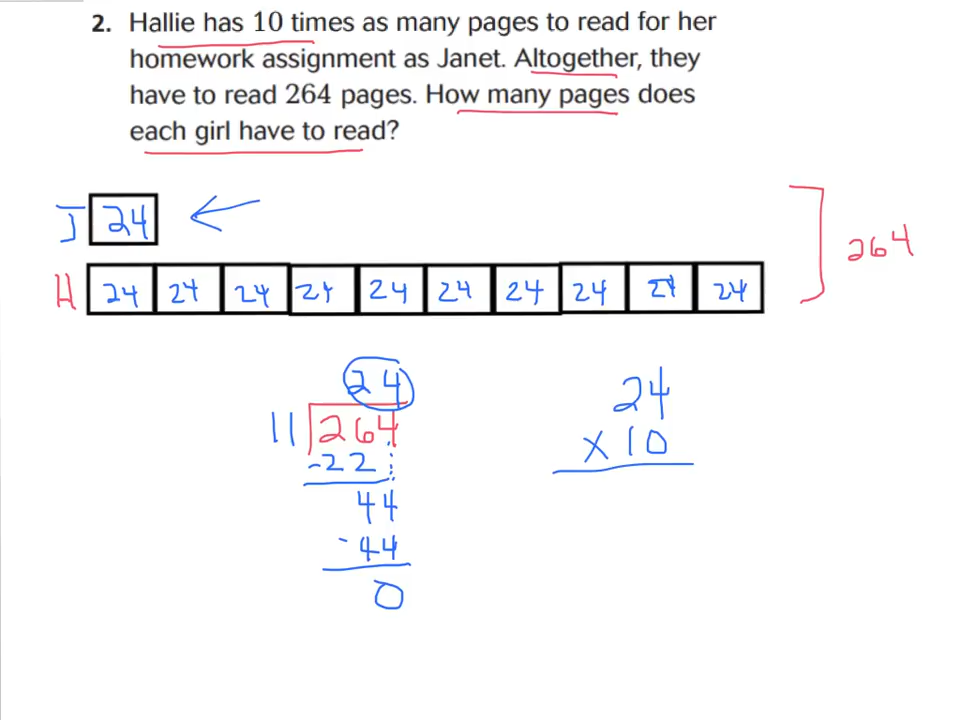 2. Hallie has 10 times as many pages to read for her
homework assignment as Janet. Altogether, they
have to read 264 pages. How many pages does
each girl have to read?
J 24
264
H 24 24 24 24 24 24 24 24 24 24
24
11 264
-22
44
-44
0
24
x 10